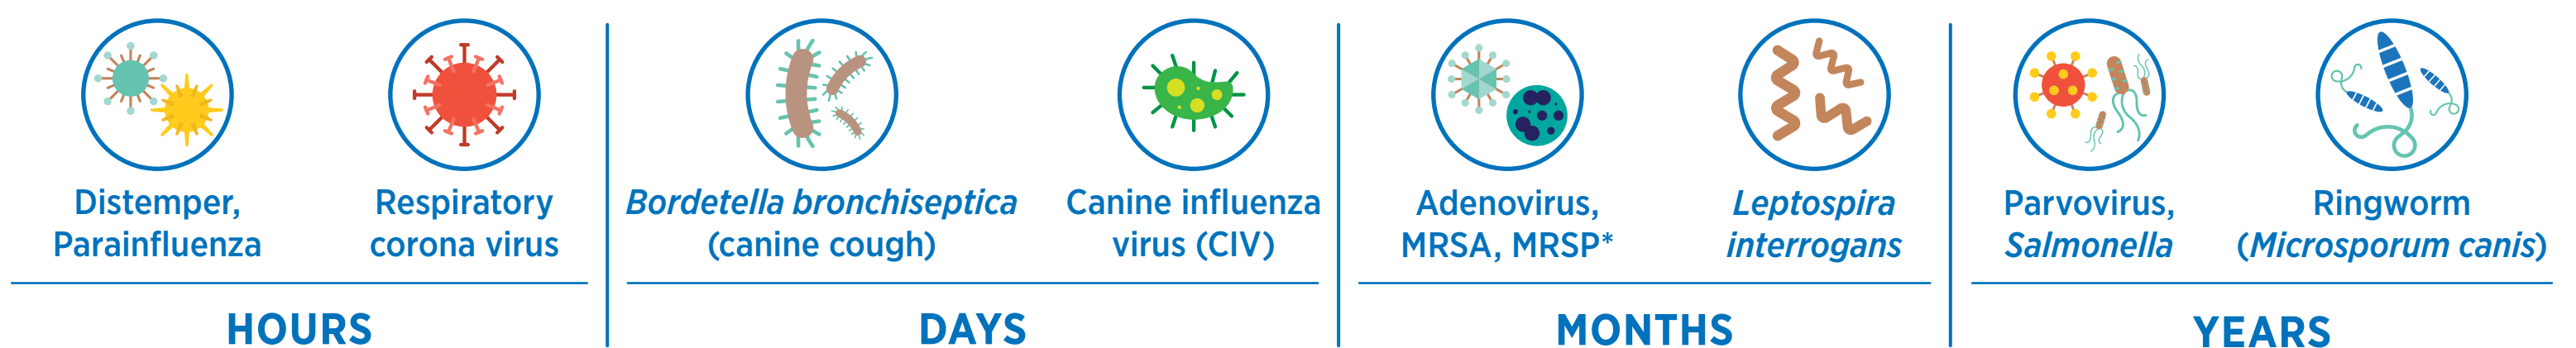 Distemper,
Parainfluenza
Respiratory
corona virus
HOURS
Bordetella bronchiseptica
(canine cough)
Canine influenza
virus (CIV)
DAYS
Adenovirus,
MRSA, MRSP*
Leptospira
interrogans
MONTHS
Parvovirus,
Salmonella
Ringworm
(Microsporum canis)
YEARS